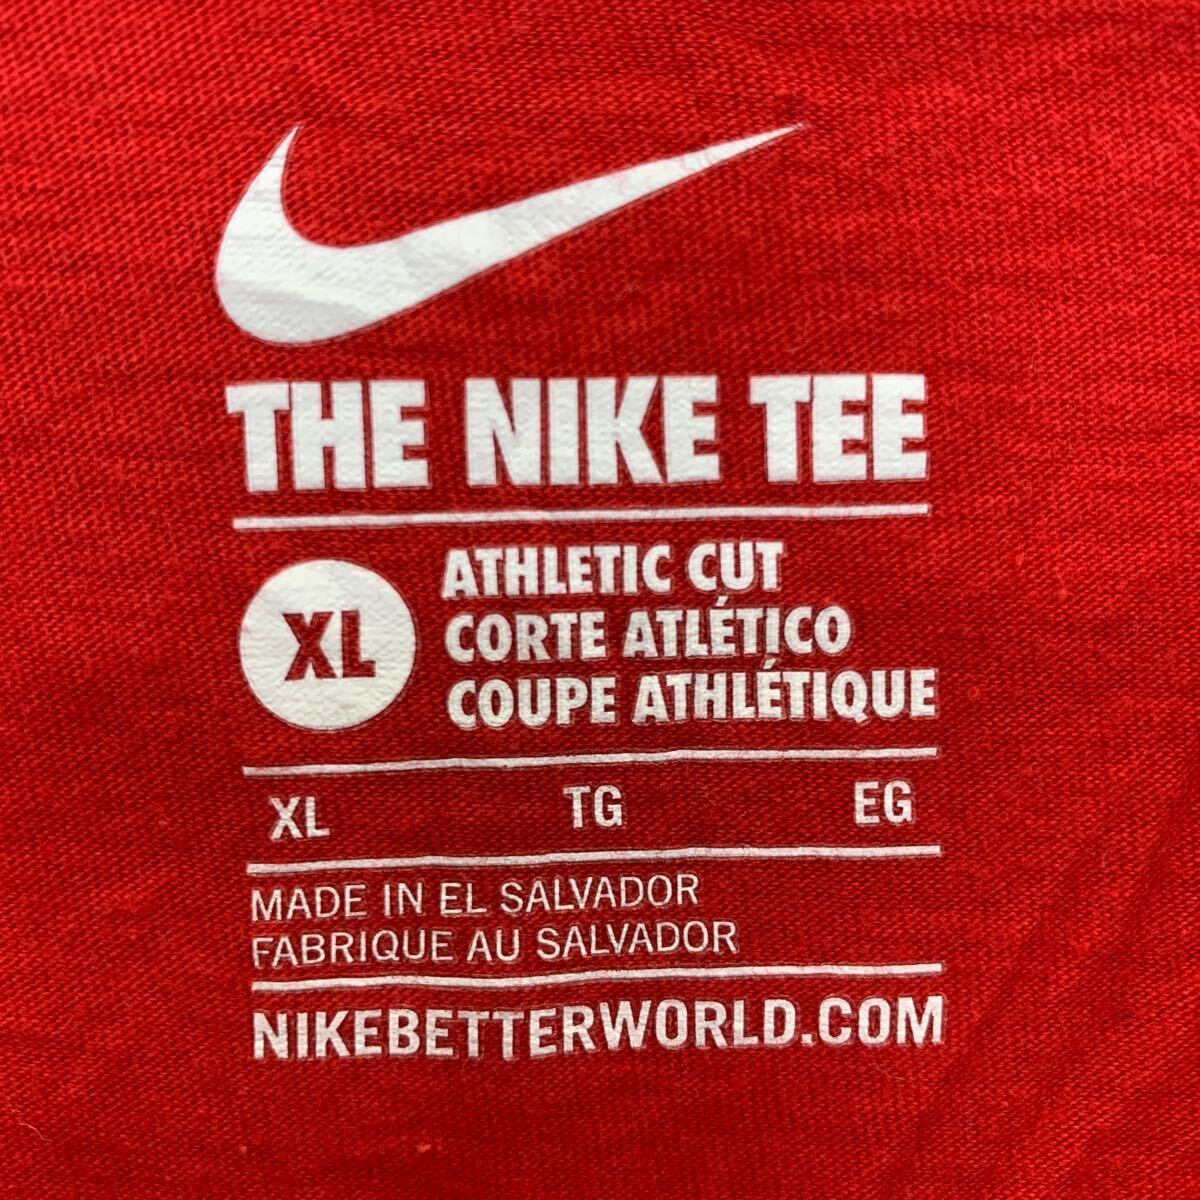 THE NIKE TEE
XL
ATHLETIC CUT
CORTE ATLÉTICO
COUPE ATHLÉTIQUE
XL TG EG
MADE IN EL SALVADOR
FABRIQUE AU SALVADOR
NIKEBETTERWORLD.COM